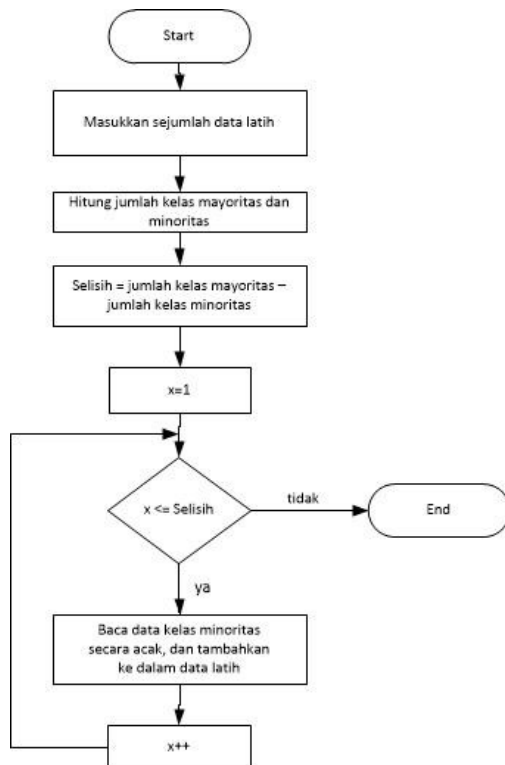 Start
Masukkan sejumlah data latih
Hitung jumlah kelas mayoritas dan
minoritas
Selisih = jumlah kelas mayoritas –
jumlah kelas minoritas
x=1
x <= Selisih
tidak
End
ya
Baca data kelas minoritas
secara acak, dan tambahkan
ke dalam data latih
x++